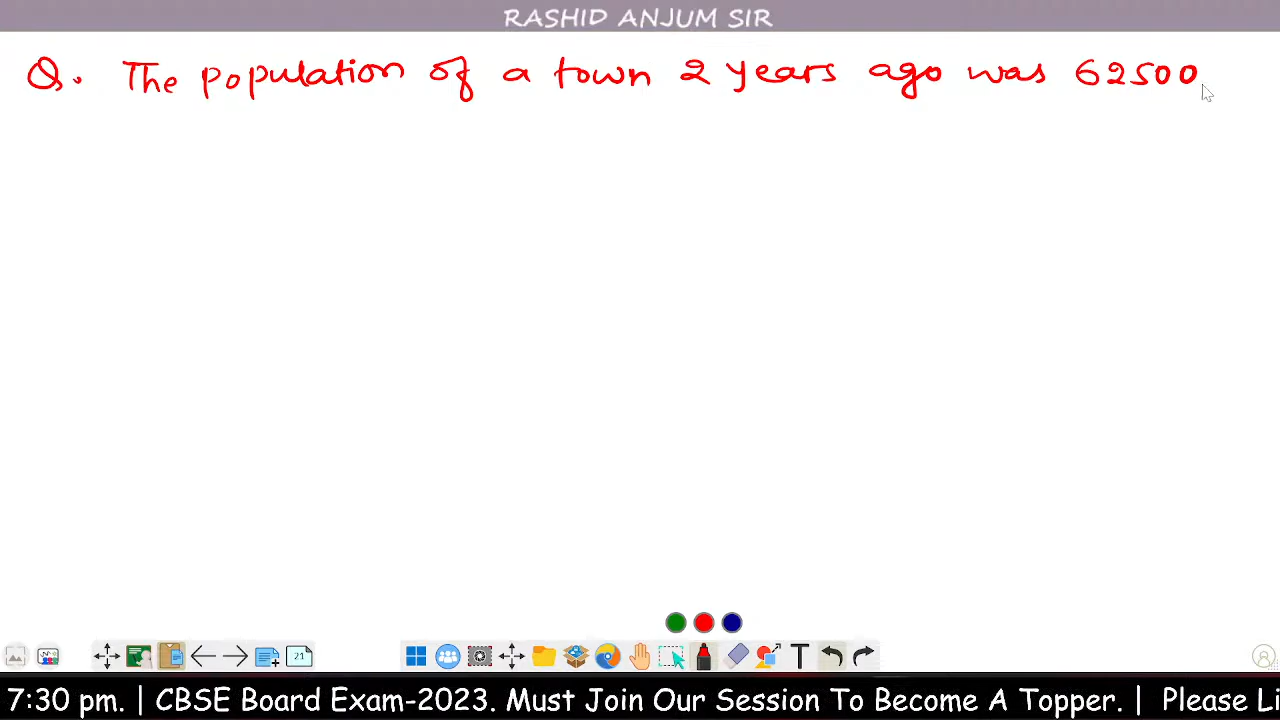 RASHID ANJUM SIR
Q. The population of a town 2 years ago was 62500
21
T
7:30 pm. | CBSE Board Exam-2023. Must Join Our Session To Become A Topper. | Please Li